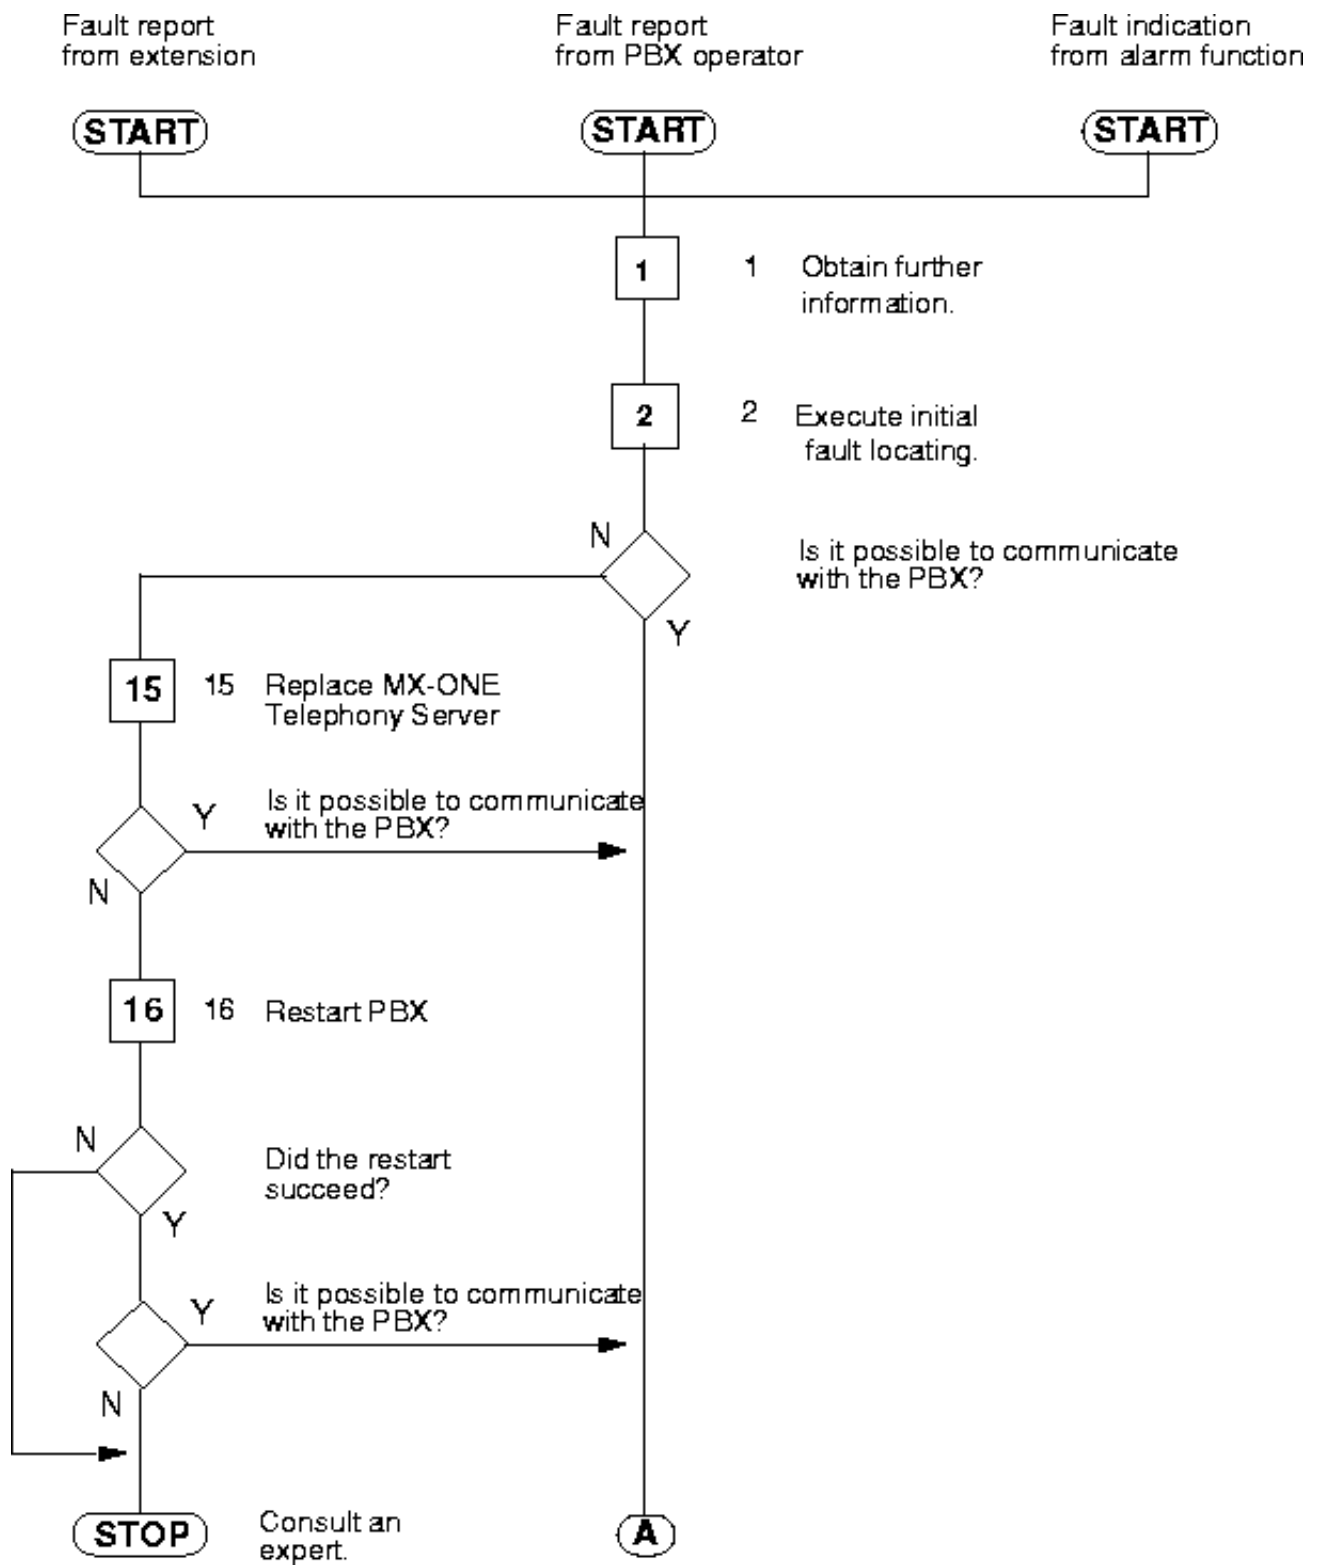 Fault report
from extension
Fault report
from PBX operator
Fault indication
from alarm function
START
START
START
1
1 Obtain further
information.
2
2 Execute initial
fault locating.
N
Is it possible to communicate
with the PBX?
Y
15
15 Replace MX-ONE
Telephony Server
Y
Is it possible to communicate
with the PBX?
N
16
16 Restart PBX
N
Did the restart
succeed?
Y
Y
Is it possible to communicate
with the PBX?
N
STOP
Consult an
expert.
A